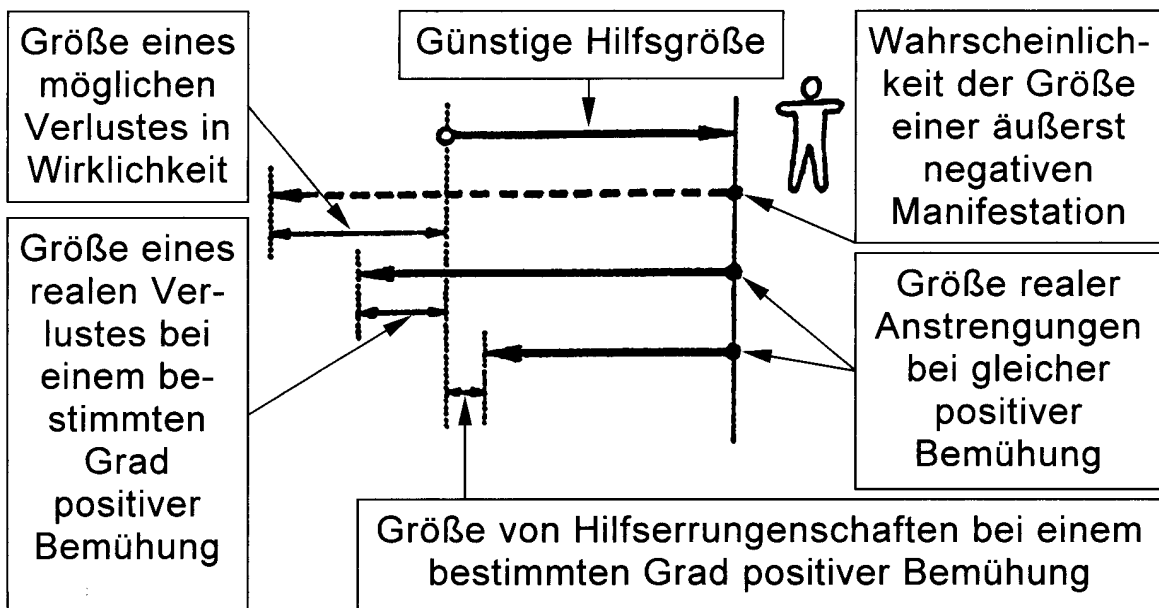 Größe eines
möglichen
Verlustes in
Wirklichkeit
Günstige Hilfsgröße
Wahrscheinlich-
keit der Größe
einer äußerst
negativen
Manifestation
Größe eines
realen Ver-
lustes bei
einem be-
stimmten
Grad
positiver
Bemühung
Größe realer
Anstrengungen
bei gleicher
positiver
Bemühung
Größe von Hilfserrungenschaften bei einem
bestimmten Grad positiver Bemühung